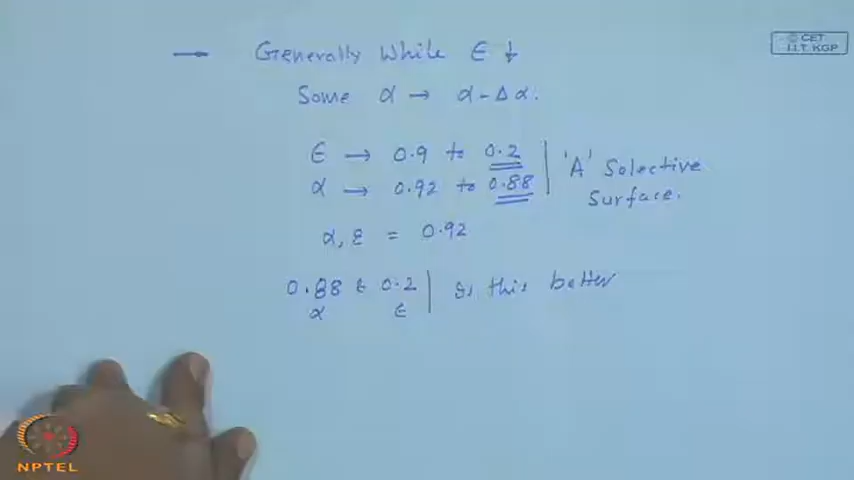 © CET
I.I.T. KGP
→ Generally while ε ↓
Some α → α - Δα.
ε → 0.9 to 0.2
α → 0.92 to 0.88
'A' Selective
Surface.
α, ε = 0.92
0.88 & 0.2 | Is this better
α ε
NPTEL